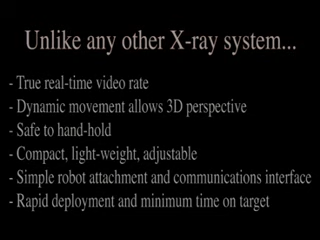 Unlike any other X-ray system...
- True real-time video rate
- Dynamic movement allows 3D perspective
- Safe to hand-hold
- Compact, light-weight, adjustable
- Simple robot attachment and communications interface
- Rapid deployment and minimum time on target